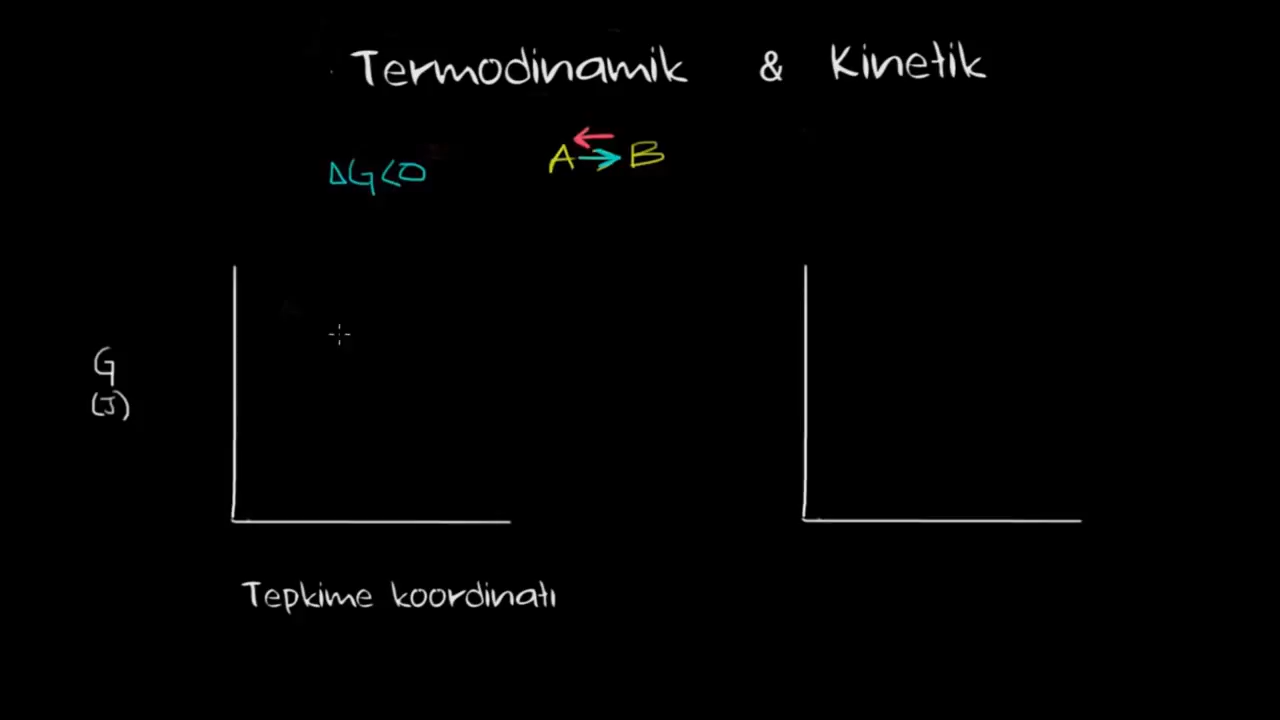 Termodinamik & Kinetik
ΔG<0 A B
G
(J)
Tepkime koordinatı